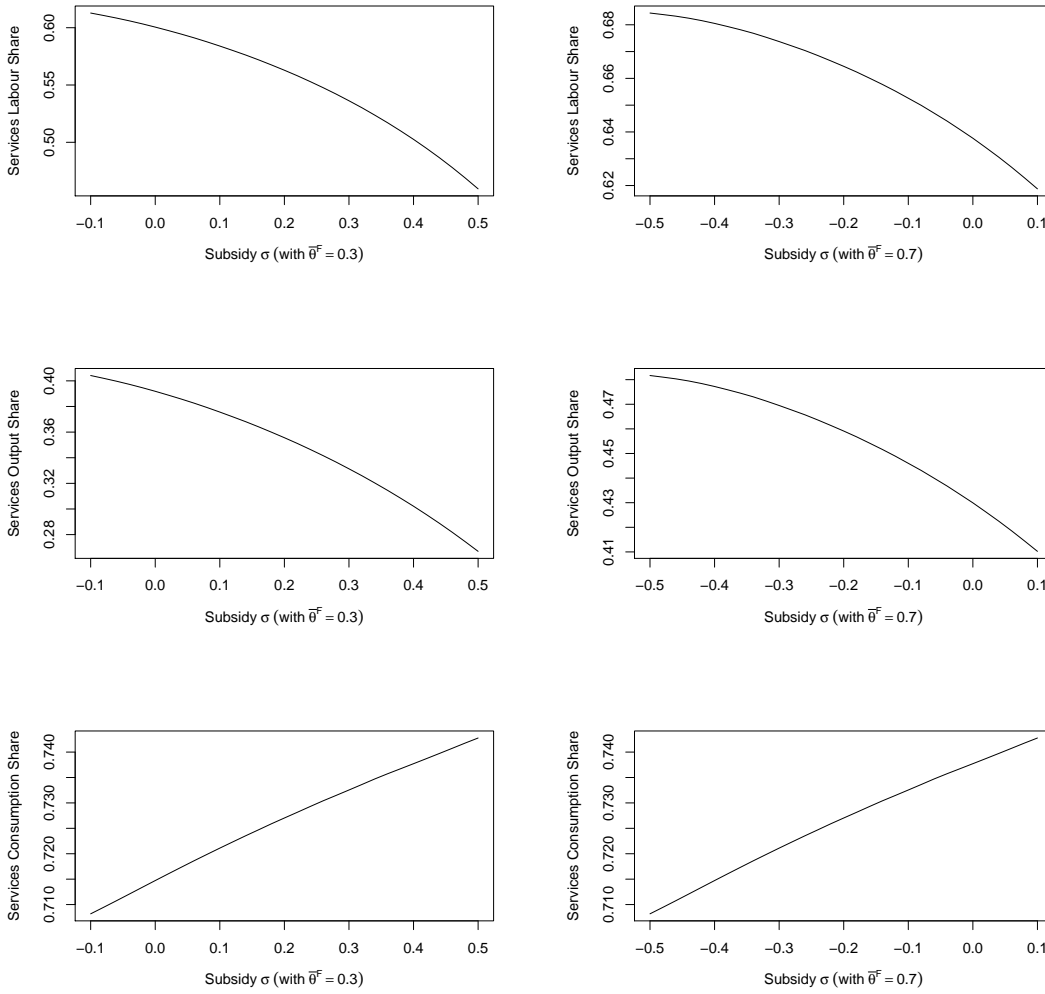 Services Labour Share
0.50 0.55 0.60
−0.1 0.0 0.1 0.2 0.3 0.4 0.5
Subsidy σ (with θ̅ᶠ = 0.3)
Services Labour Share
0.62 0.64 0.66 0.68
−0.5 −0.4 −0.3 −0.2 −0.1 0.0 0.1
Subsidy σ (with θ̅ᶠ = 0.7)
Services Output Share
0.28 0.32 0.36 0.40
−0.1 0.0 0.1 0.2 0.3 0.4 0.5
Subsidy σ (with θ̅ᶠ = 0.3)
Services Output Share
0.41 0.43 0.45 0.47
−0.5 −0.4 −0.3 −0.2 −0.1 0.0 0.1
Subsidy σ (with θ̅ᶠ = 0.7)
Services Consumption Share
0.710 0.720 0.730 0.740
−0.1 0.0 0.1 0.2 0.3 0.4 0.5
Subsidy σ (with θ̅ᶠ = 0.3)
Services Consumption Share
0.710 0.720 0.730 0.740
−0.5 −0.4 −0.3 −0.2 −0.1 0.0 0.1
Subsidy σ (with θ̅ᶠ = 0.7)